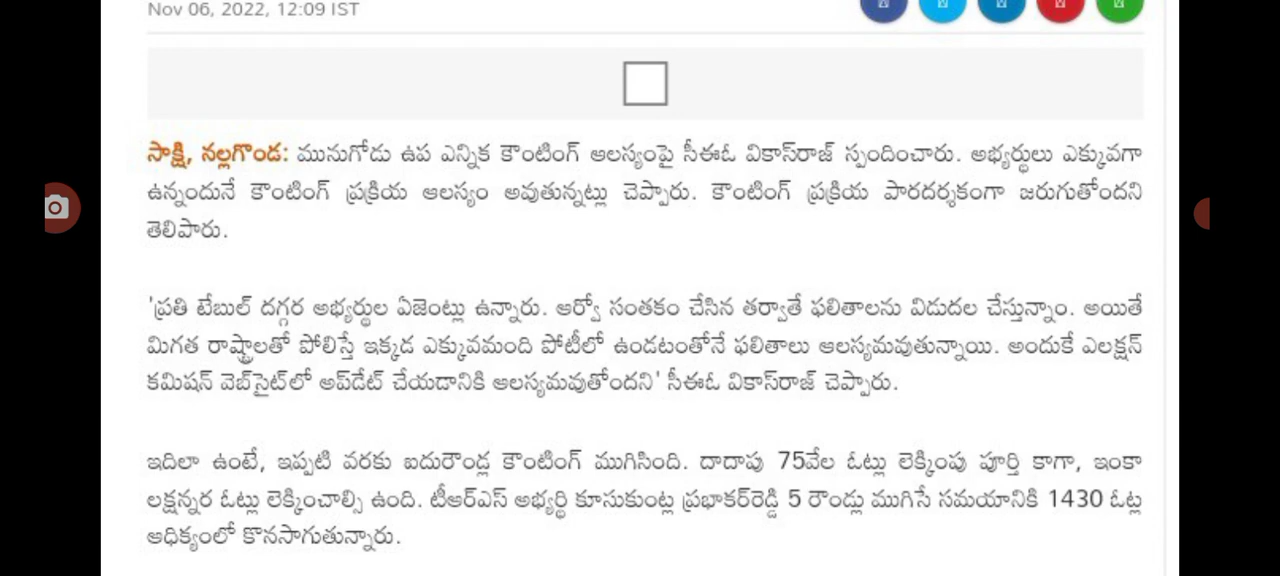 Nov 06, 2022, 12:09 IST
సాక్షి, నల్లగొండ: మునుగోడు ఉప ఎన్నిక కౌంటింగ్ ఆలస్యంపై సీఈఓ వికాస్‌రాజ్ స్పందించారు. అభ్యర్థులు ఎక్కువగా
ఉన్నందునే కౌంటింగ్ ప్రక్రియ ఆలస్యం అవుతున్నట్లు చెప్పారు. కౌంటింగ్ ప్రక్రియ పారదర్శకంగా జరుగుతోందని
తెలిపారు.
'ప్రతి టేబుల్ దగ్గర అభ్యర్థుల ఏజెంట్లు ఉన్నారు. ఆర్వో సంతకం చేసిన తర్వాతే ఫలితాలను విడుదల చేస్తున్నాం. అయితే
మిగత రాష్ట్రాలతో పోలిస్తే ఇక్కడ ఎక్కువమంది పోటీలో ఉండటంతోనే ఫలితాలు ఆలస్యమవుతున్నాయి. అందుకే ఎలక్షన్
కమిషన్ వెబ్‌సైట్‌లో అప్‌డేట్ చేయడానికి ఆలస్యమవుతోందని' సీఈఓ వికాస్‌రాజ్ చెప్పారు.
ఇదిలా ఉంటే, ఇప్పటి వరకు ఐదురౌండ్ల కౌంటింగ్ ముగిసింది. దాదాపు 75వేల ఓట్లు లెక్కింపు పూర్తి కాగా, ఇంకా
లక్షన్నర ఓట్లు లెక్కించాల్సి ఉంది. టీఆర్‌ఎస్ అభ్యర్థి కూసుకుంట్ల ప్రభాకర్‌రెడ్డి 5 రౌండ్లు ముగిసే సమయానికి 1430 ఓట్ల
ఆధిక్యంలో కొనసాగుతున్నారు.